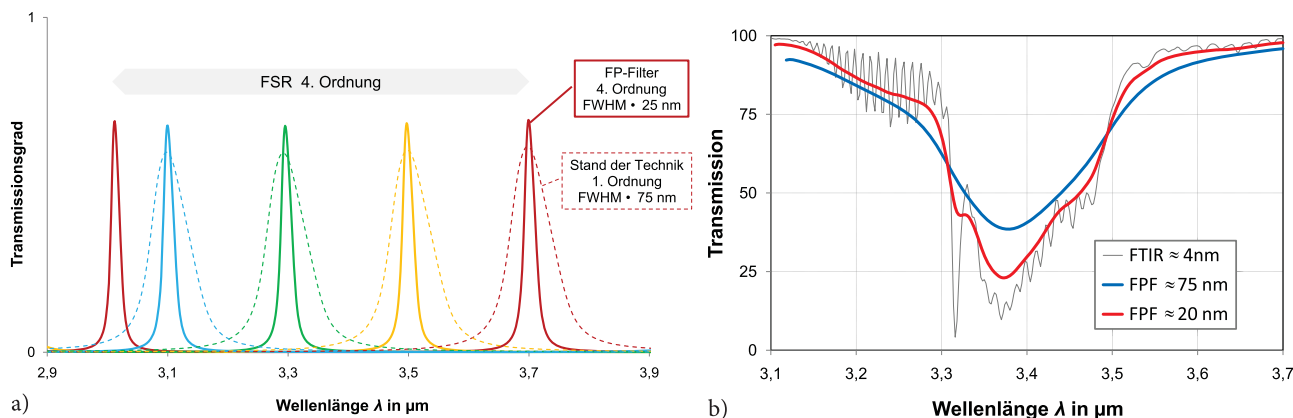 1
Transmissionsgrad
0
FSR 4. Ordnung
FP-Filter
4. Ordnung
FWHM • 25 nm
Stand der Technik
1. Ordnung
FWHM • 75 nm
2,9
3,1
3,3
3,5
3,7
3,9
Wellenlänge λ in µm
a)
100
75
50
25
0
Transmission
FTIR ≈ 4nm
FPF ≈ 75 nm
FPF ≈ 20 nm
3,1
3,2
3,3
3,4
3,5
3,6
3,7
Wellenlänge λ in µm
b)